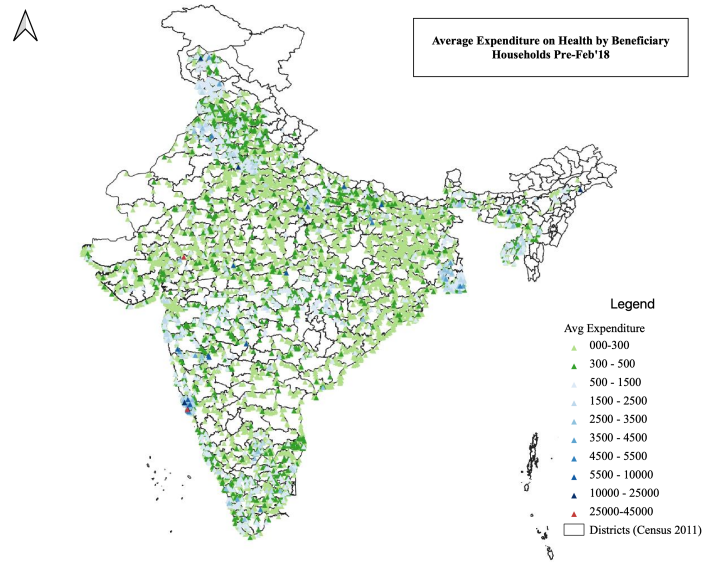 Average Expenditure on Health by Beneficiary
Households Pre-Feb'18
Legend
Avg Expenditure
000-300
300 - 500
500 - 1500
1500 - 2500
2500 - 3500
3500 - 4500
4500 - 5500
5500 - 10000
10000 - 25000
25000-45000
Districts (Census 2011)